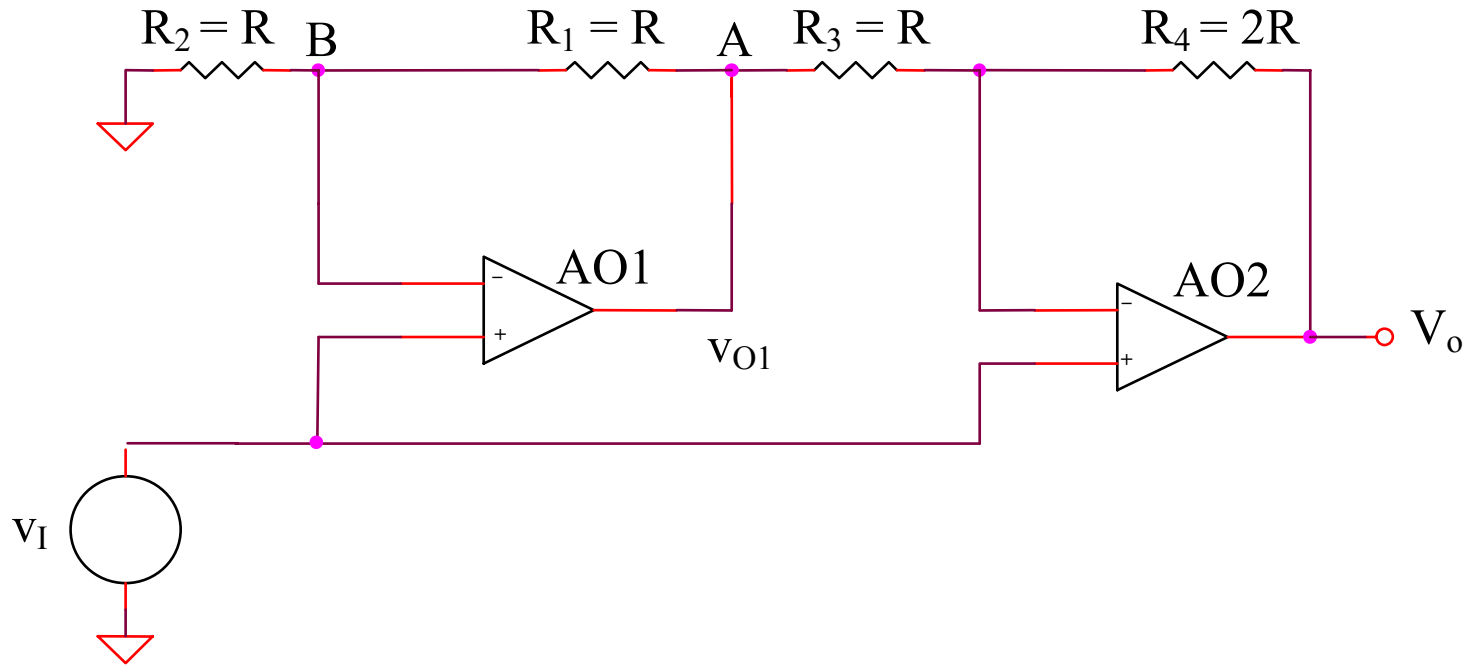 R₂ = R
B
R₁ = R
A
R₃ = R
R₄ = 2R
AO1
−
+
vO1
AO2
−
+
Vₒ
vI